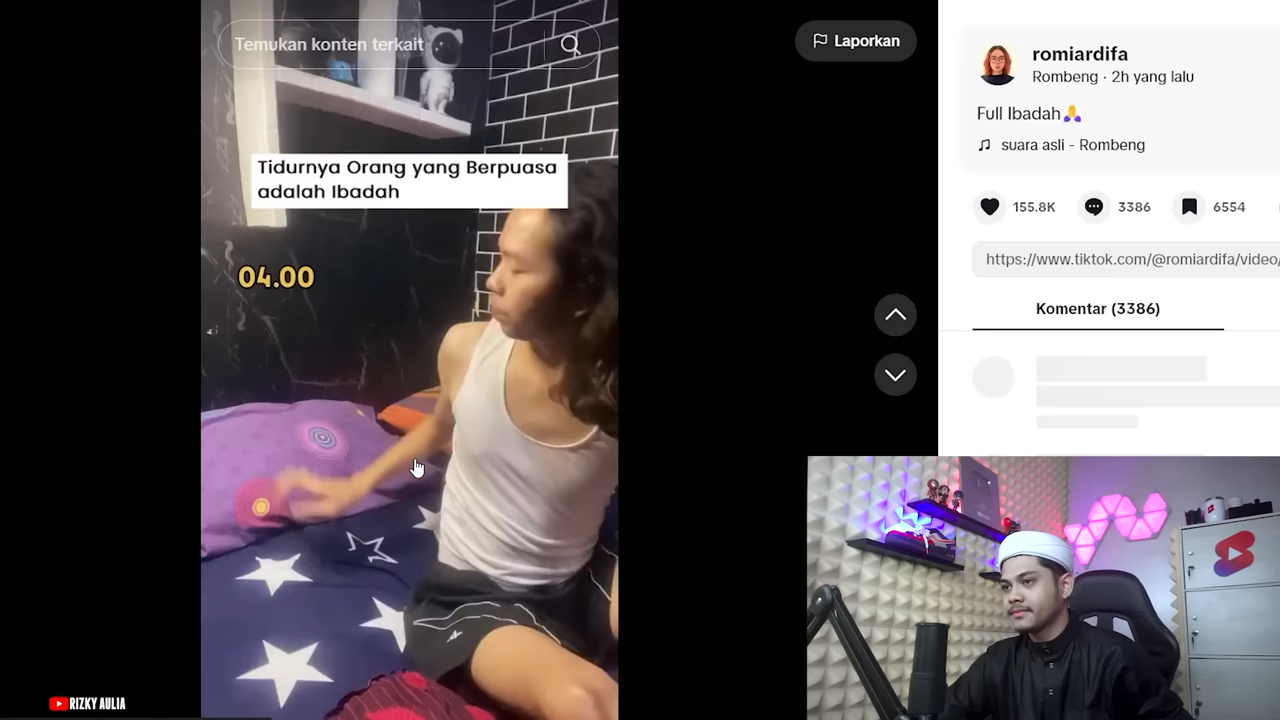 Temukan konten terkait
Laporkan
Tidurnya Orang yang Berpuasa
adalah Ibadah
04.00
romiardifa
Rombeng · 2h yang lalu
Full Ibadah🙏
suara asli - Rombeng
155.8K
3386
6554
https://www.tiktok.com/@romiardifa/video/
Komentar (3386)
RIZKY AULIA